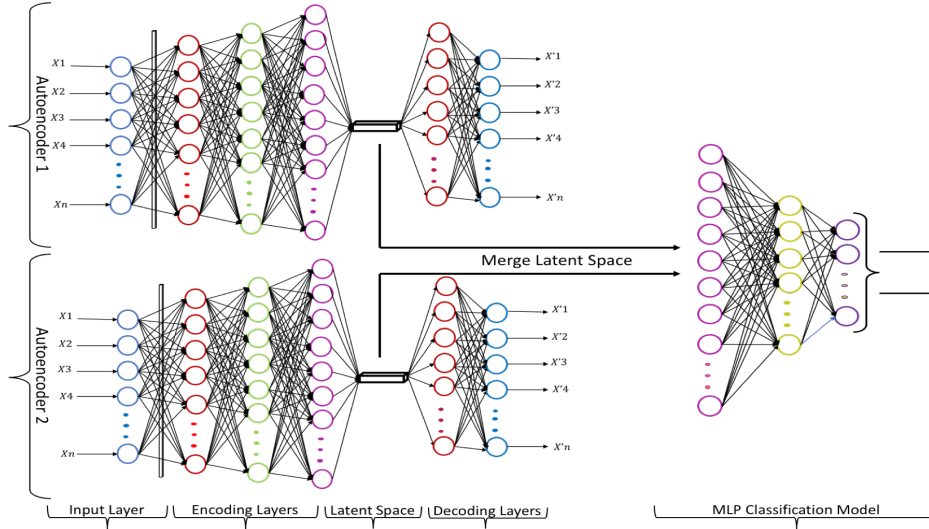 Autoencoder 1
X1
X2
X3
X4
Xn
X'1
X'2
X'3
X'4
X'n
Merge Latent Space
Autoencoder 2
X1
X2
X3
X4
Xn
X'1
X'2
X'3
X'4
X'n
Input Layer
Encoding Layers
Latent Space
Decoding Layers
MLP Classification Model